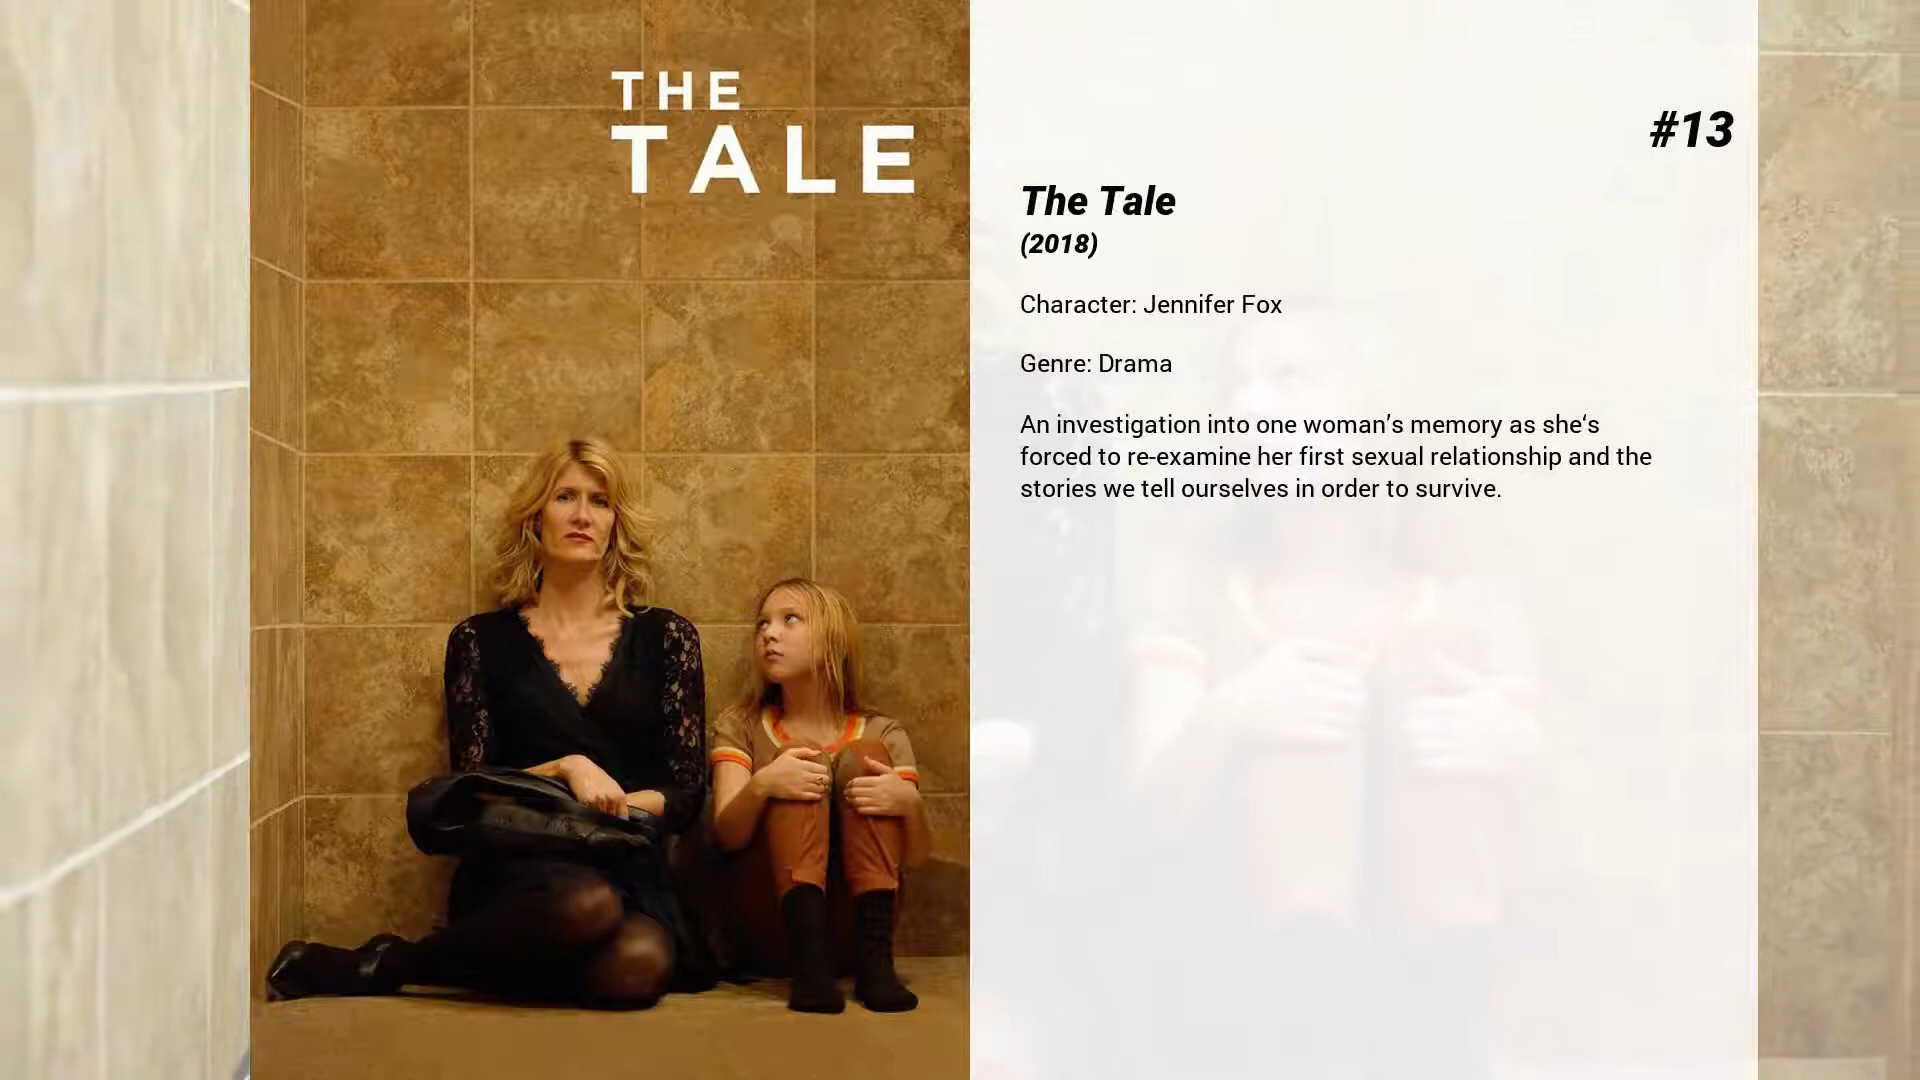 THE
TALE
#13
The Tale
(2018)
Character: Jennifer Fox
Genre: Drama
An investigation into one woman’s memory as she‘s
forced to re-examine her first sexual relationship and the
stories we tell ourselves in order to survive.